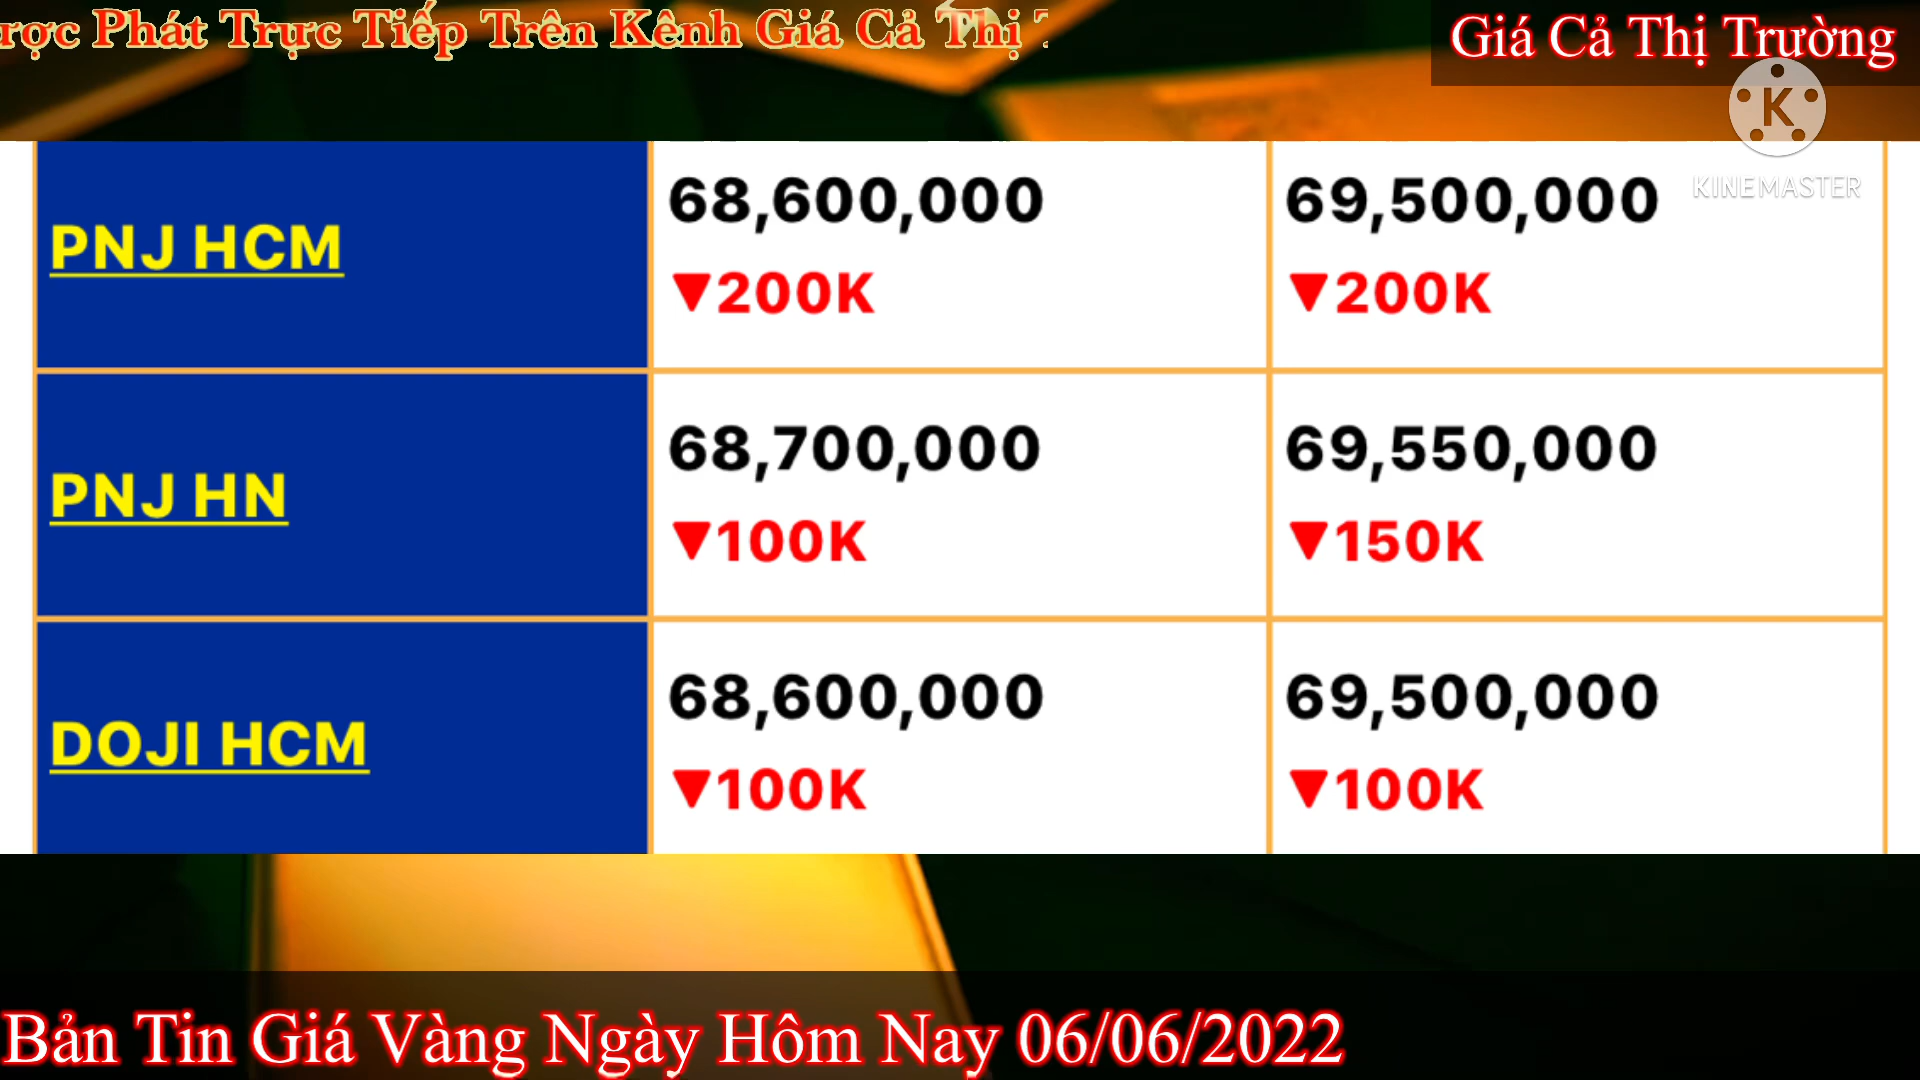 Phát Trực Tiếp Trên Kênh Giá Cả Thị
Giá Cả Thị Trường
K
KINEMASTER
PNJ HCM
68,600,000
69,500,000
▼200K
▼200K
PNJ HN
68,700,000
69,550,000
▼100K
▼150K
DOJI HCM
68,600,000
69,500,000
▼100K
▼100K
Bản Tin Giá Vàng Ngày Hôm Nay 06/06/2022